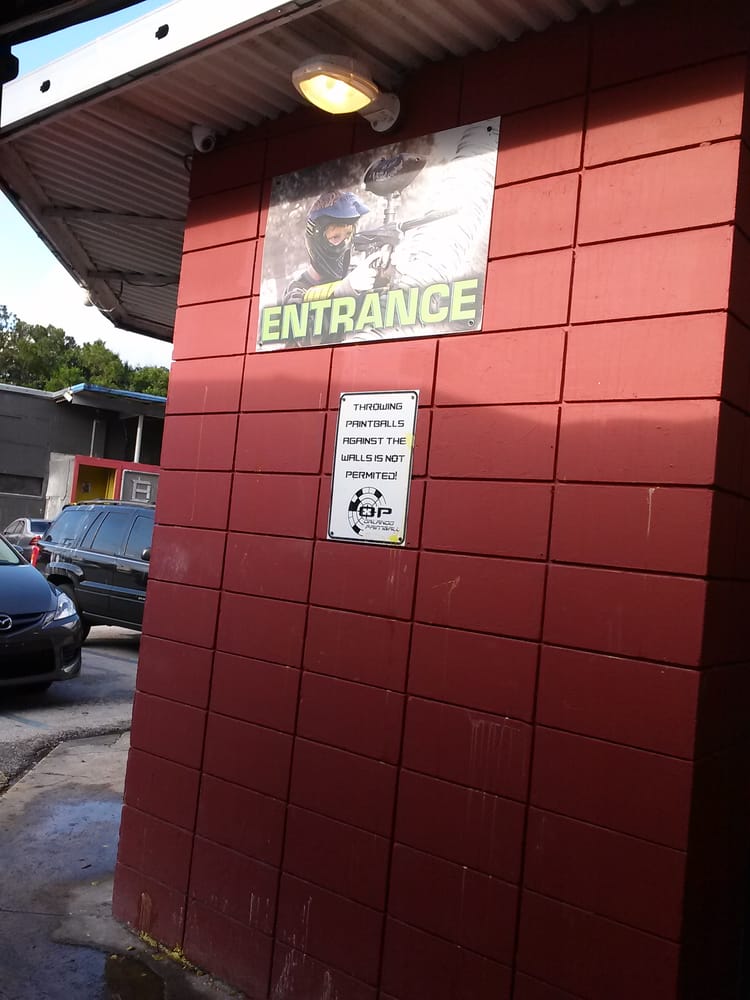 ENTRANCE
THROWING
PAINTBALLS
AGAINST THE
WALLS IS NOT
PERMITED!
OP
ORLANDO
PAINTBALL